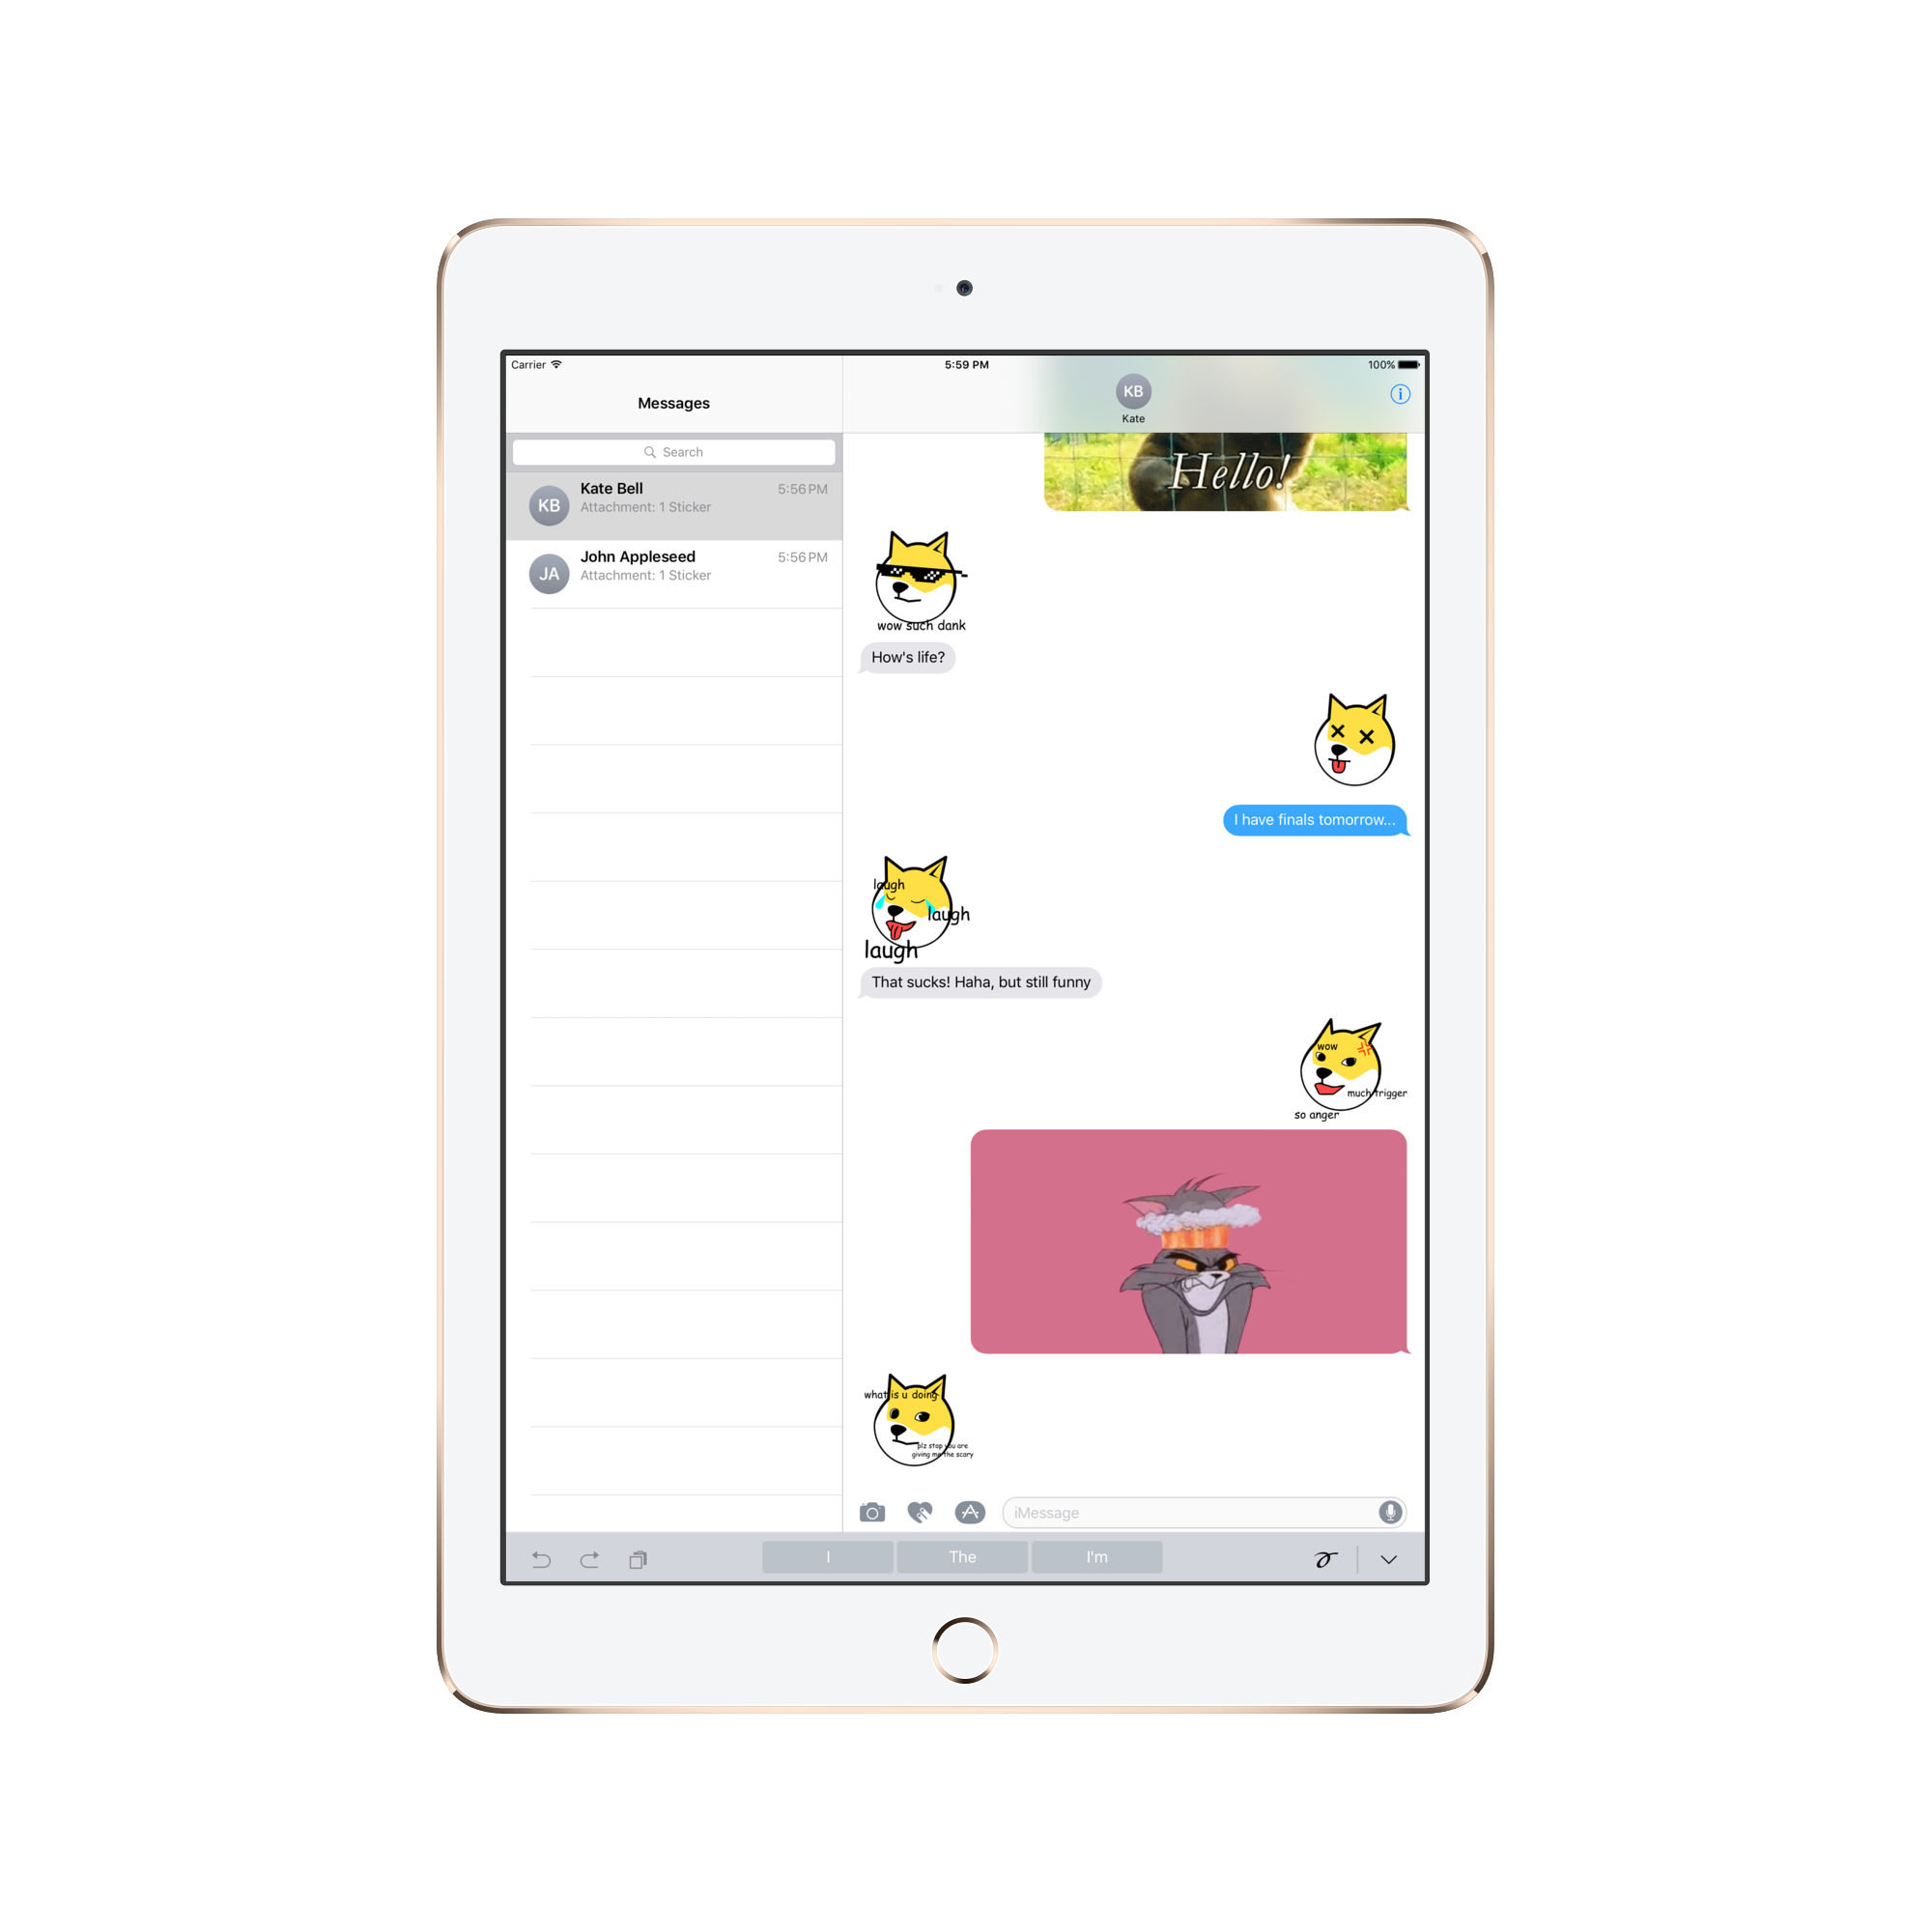 Carrier
5:59 PM
100%
Messages
KB
Kate
Search
Kate Bell
5:56 PM
KB
Attachment: 1 Sticker
John Appleseed
5:56 PM
JA
Attachment: 1 Sticker
Hello!
wow such dank
How's life?
I have finals tomorrow...
laugh
laugh
laugh
That sucks! Haha, but still funny
wow
much trigger
so anger
what is u doing
plz stop you are
giving me the scary
iMessage
I
The
I'm